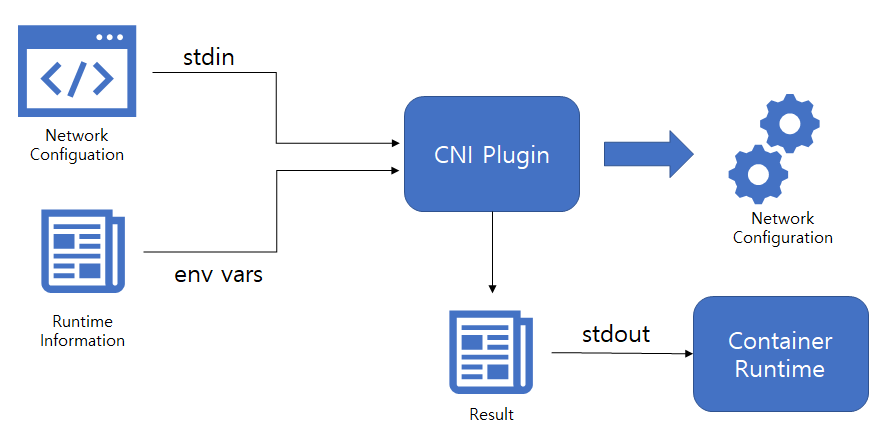 stdin
Network
Configuation
CNI Plugin
Network
Configuration
env vars
Runtime
Information
stdout
Container
Runtime
Result